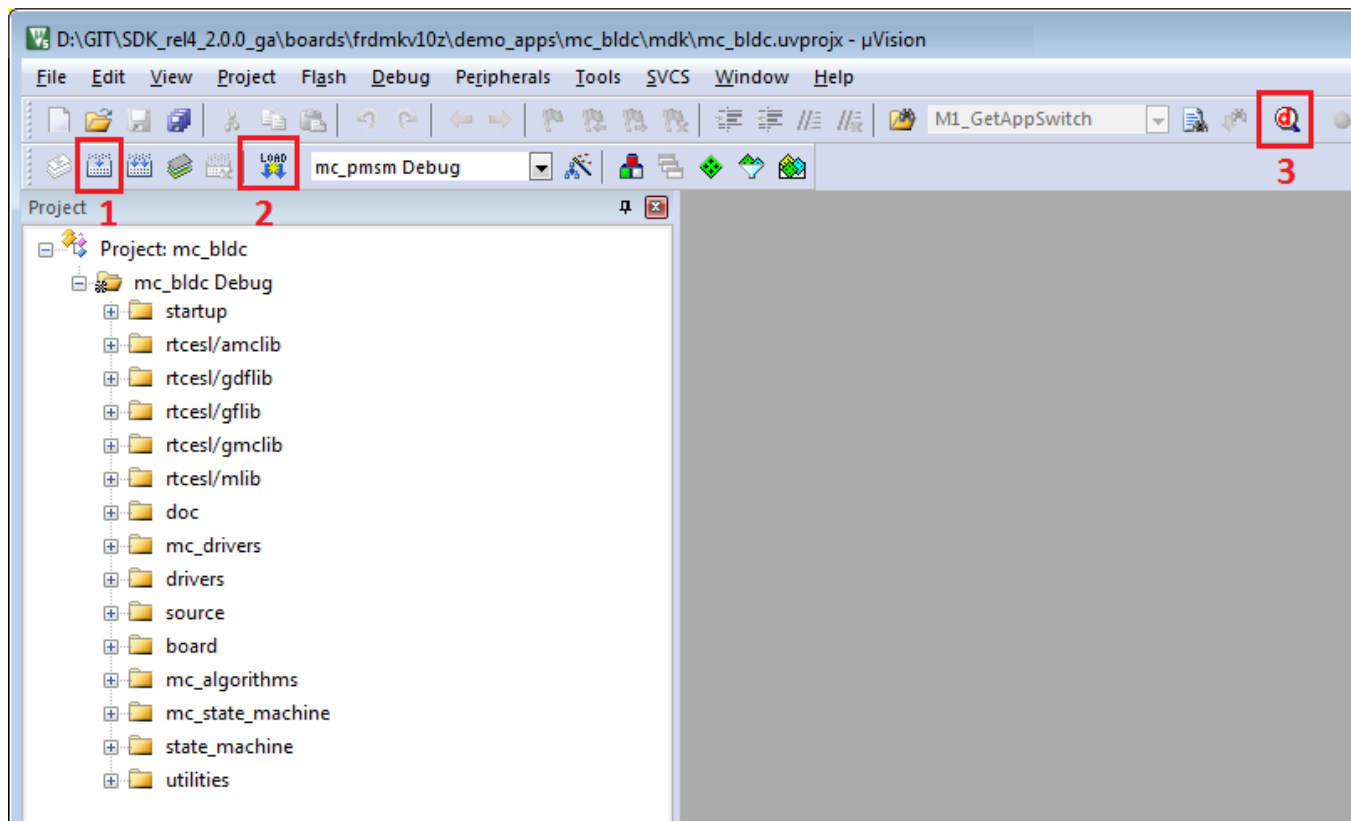 D:\GIT\SDK_rel4_2.0.0_ga\boards\frdmkv10z\demo_apps\mc_bldc\mdk\mc_bldc.uvprojx - µVision
File Edit View Project Flash Debug Peripherals Tools SVCS Window Help
M1_GetAppSwitch
LOAD mc_pmsm Debug
3
Project 1 2
Project: mc_bldc
mc_bldc Debug
startup
rtcesl/amclib
rtcesl/gdflib
rtcesl/gflib
rtcesl/gmclib
rtcesl/mlib
doc
mc_drivers
drivers
source
board
mc_algorithms
mc_state_machine
state_machine
utilities